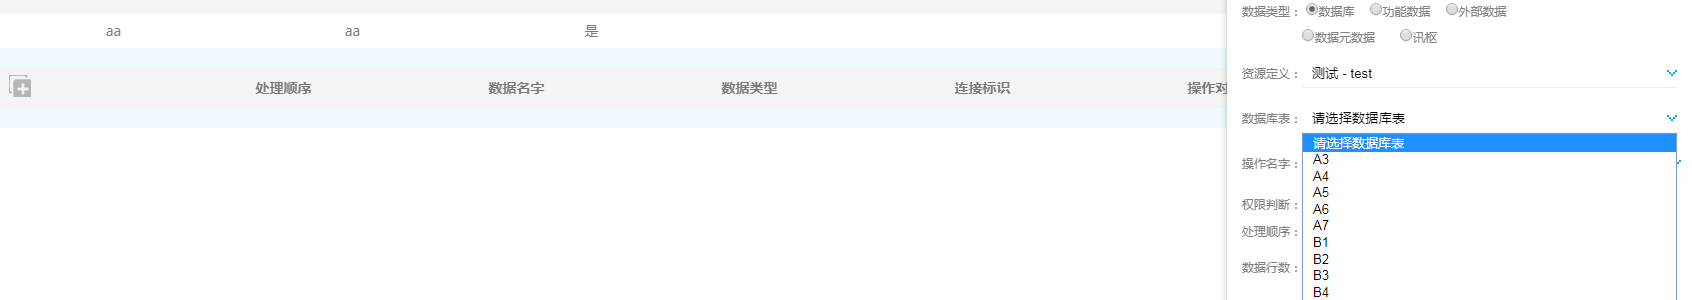 aa aa 是
处理顺序 数据名字 数据类型 连接标识 操作对
数据类型： 数据库 功能数据 外部数据
数据元数据 讯枢
资源定义： 测试 - test
数据库表： 请选择数据库表
请选择数据库表
操作名字： A3
A4
A5
权限判断： A6
A7
处理顺序： B1
B2
数据行数： B3
B4